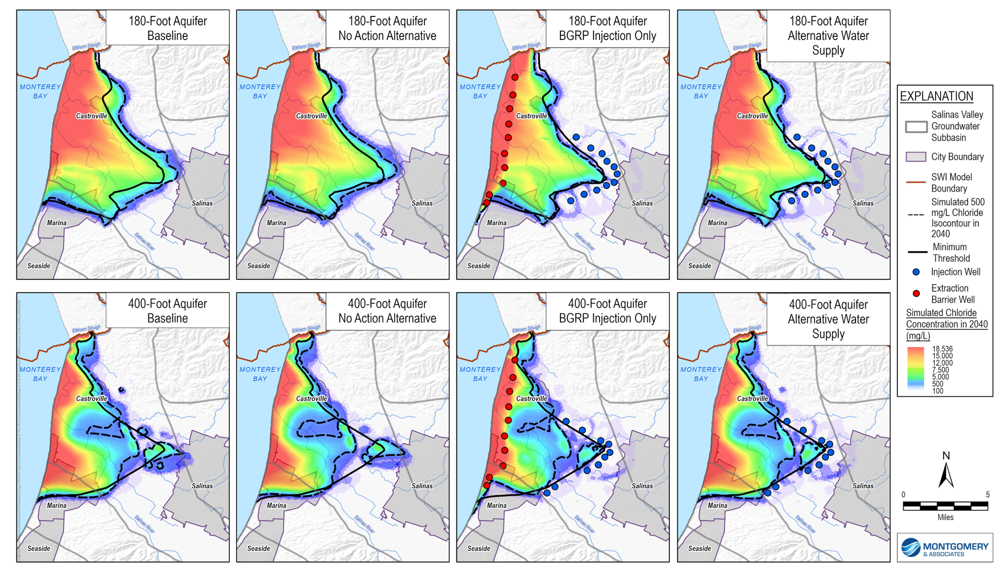 180-Foot Aquifer
Baseline
Elkhorn Slough
MONTEREY
BAY
Castroville
Salinas
Marina
Salinas River
Seaside
180-Foot Aquifer
No Action Alternative
Elkhorn Slough
MONTEREY
BAY
Castroville
Salinas
Marina
Salinas River
Seaside
180-Foot Aquifer
BGRP Injection Only
Elkhorn Slough
MONTEREY
BAY
Castroville
Salinas
Marina
Salinas River
Seaside
180-Foot Aquifer
Alternative Water
Supply
Elkhorn Slough
MONTEREY
BAY
Castroville
Salinas
Marina
Salinas River
Seaside
400-Foot Aquifer
Baseline
Elkhorn Slough
MONTEREY
BAY
Castroville
Salinas
Marina
Salinas River
Seaside
400-Foot Aquifer
No Action Alternative
Elkhorn Slough
MONTEREY
BAY
Castroville
Salinas
Marina
Salinas River
Seaside
400-Foot Aquifer
BGRP Injection Only
Elkhorn Slough
MONTEREY
BAY
Castroville
Salinas
Marina
Salinas River
Seaside
400-Foot Aquifer
Alternative Water
Supply
Elkhorn Slough
MONTEREY
BAY
Castroville
Salinas
Marina
Salinas River
Seaside
EXPLANATION
Salinas Valley
Groundwater
Subbasin
City Boundary
SWI Model
Boundary
Simulated 500
mg/L Chloride
Isocontour in
2040
Minimum
Threshold
Injection Well
Extraction
Barrier Well
Simulated Chloride
Concentration in 2040
(mg/L)
18,536
15,000
12,000
7,500
5,000
500
100
N
0 5
Miles
MONTGOMERY
& ASSOCIATES